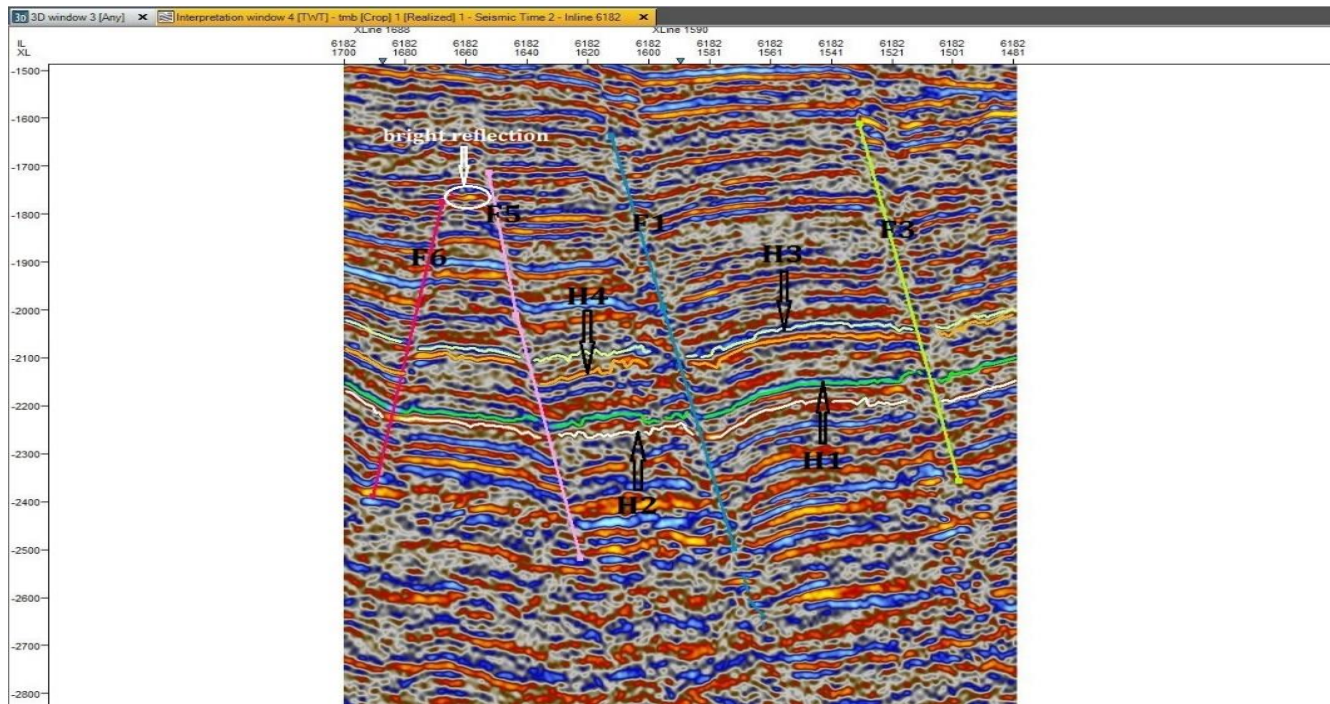 3D 3D window 3 [Any] X Interpretation window 4 [TWT] - tmb [Crop] 1 [Realized] 1 - Seismic Time 2 - Inline 6182 X
XLine 1688 XLine 1590
IL 6182 6182 6182 6182 6182 6182 6182 6182 6182 6182 6182 6182
XL 1700 1680 1660 1640 1620 1600 1581 1561 1541 1521 1501 1481
-1500
-1600
bright reflection
-1700
-1800
F5
F1
F3
F6
-1900
H3
H4
-2000
-2100
-2200
-2300
H1
-2400
H2
-2500
-2600
-2700
-2800